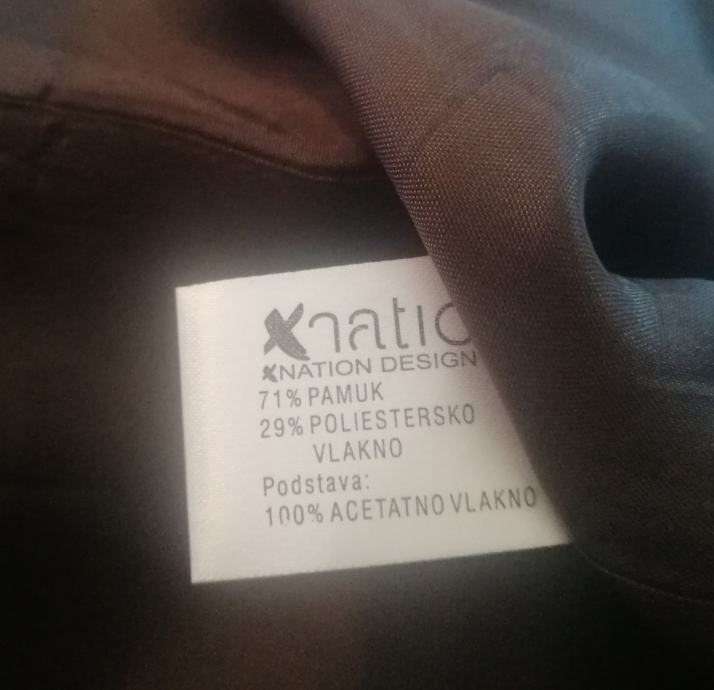 xnatio
XNATION DESIGN
71% PAMUK
29% POLIESTERSKO
VLAKNO
Podstava:
100% ACETATNO VLAKNO